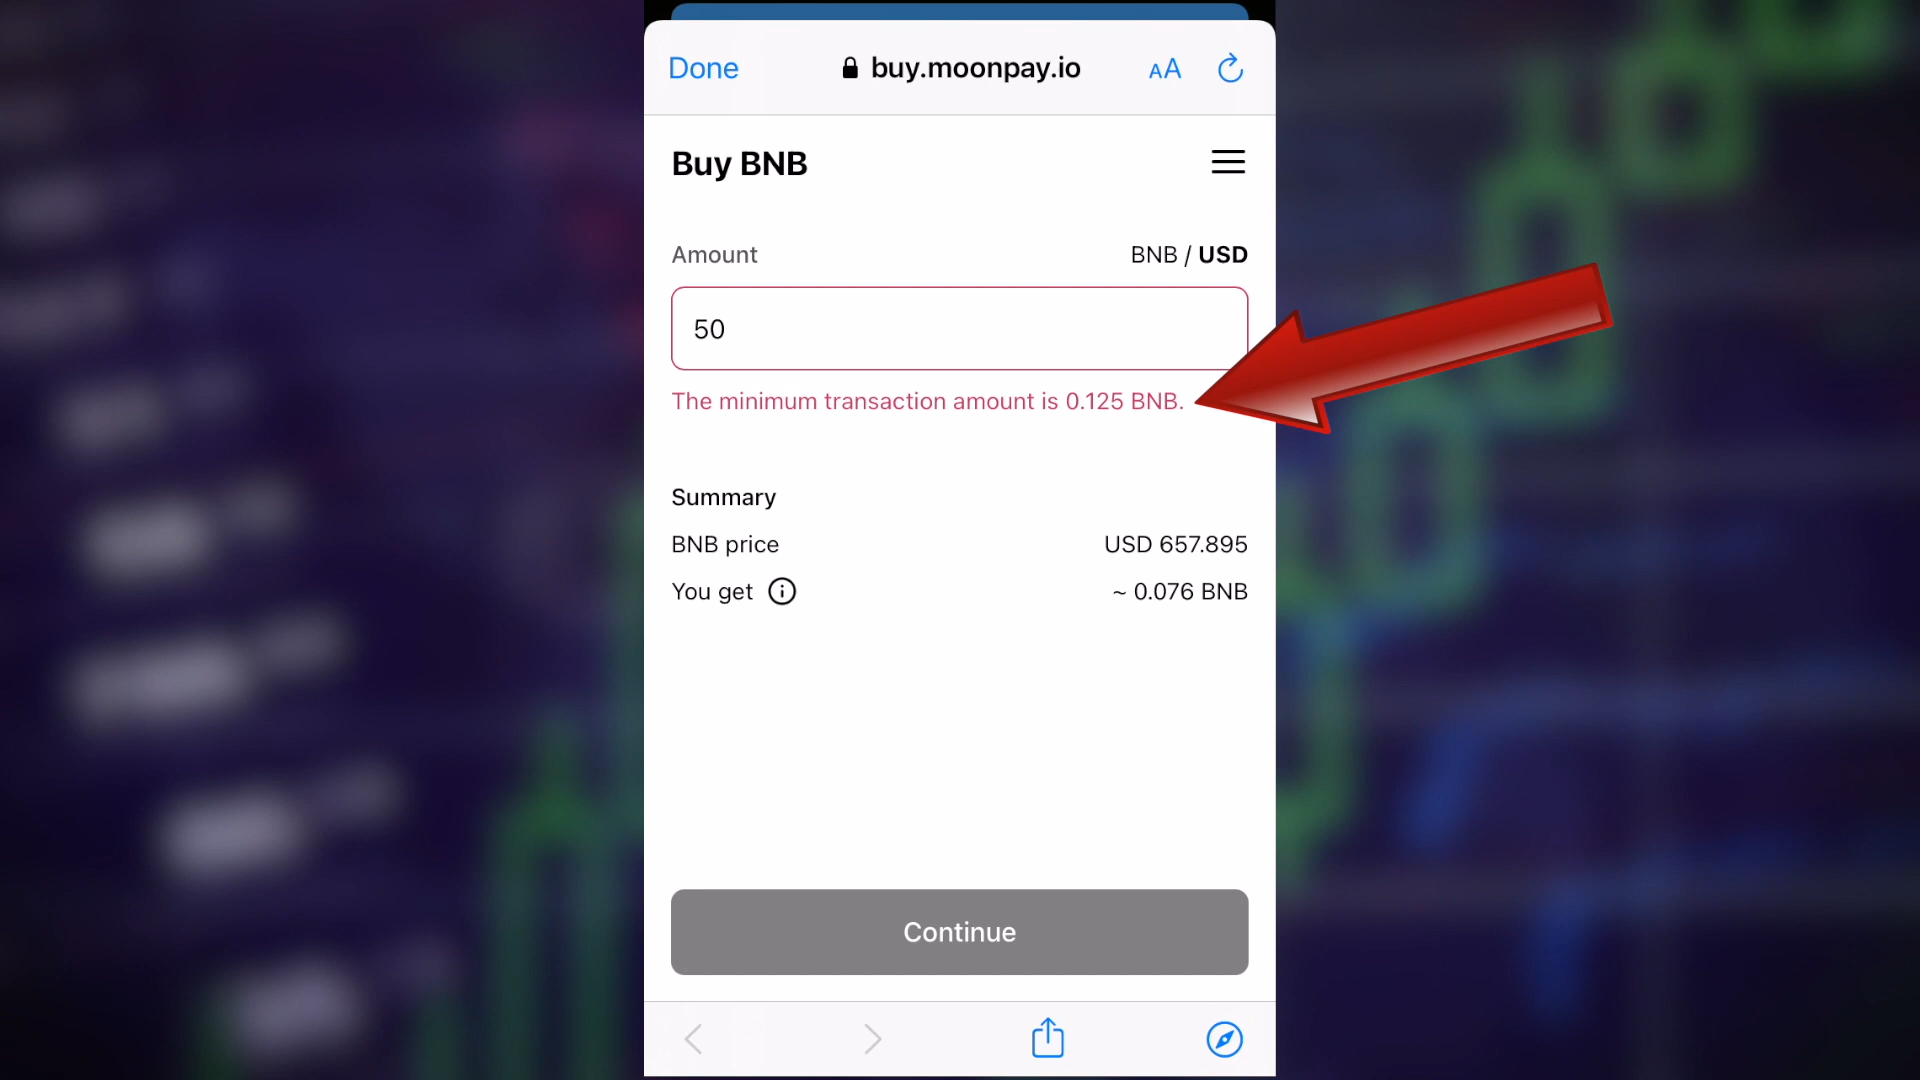 Done
buy.moonpay.io
AA
Buy BNB
Amount
BNB / USD
50
The minimum transaction amount is 0.125 BNB.
Summary
BNB price
USD 657.895
You get
~ 0.076 BNB
Continue